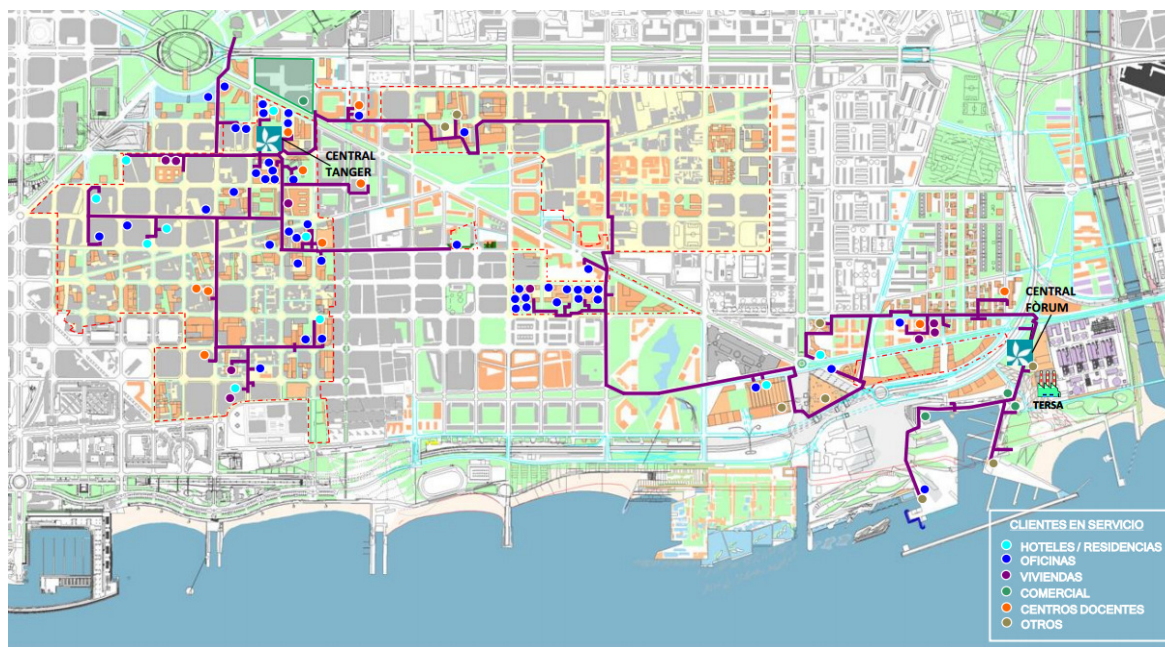 CENTRAL
TANGER
CENTRAL
FÒRUM
TERSA
CLIENTES EN SERVICIO
HOTELES / RESIDENCIAS
OFICINAS
VIVIENDAS
COMERCIAL
CENTROS DOCENTES
OTROS